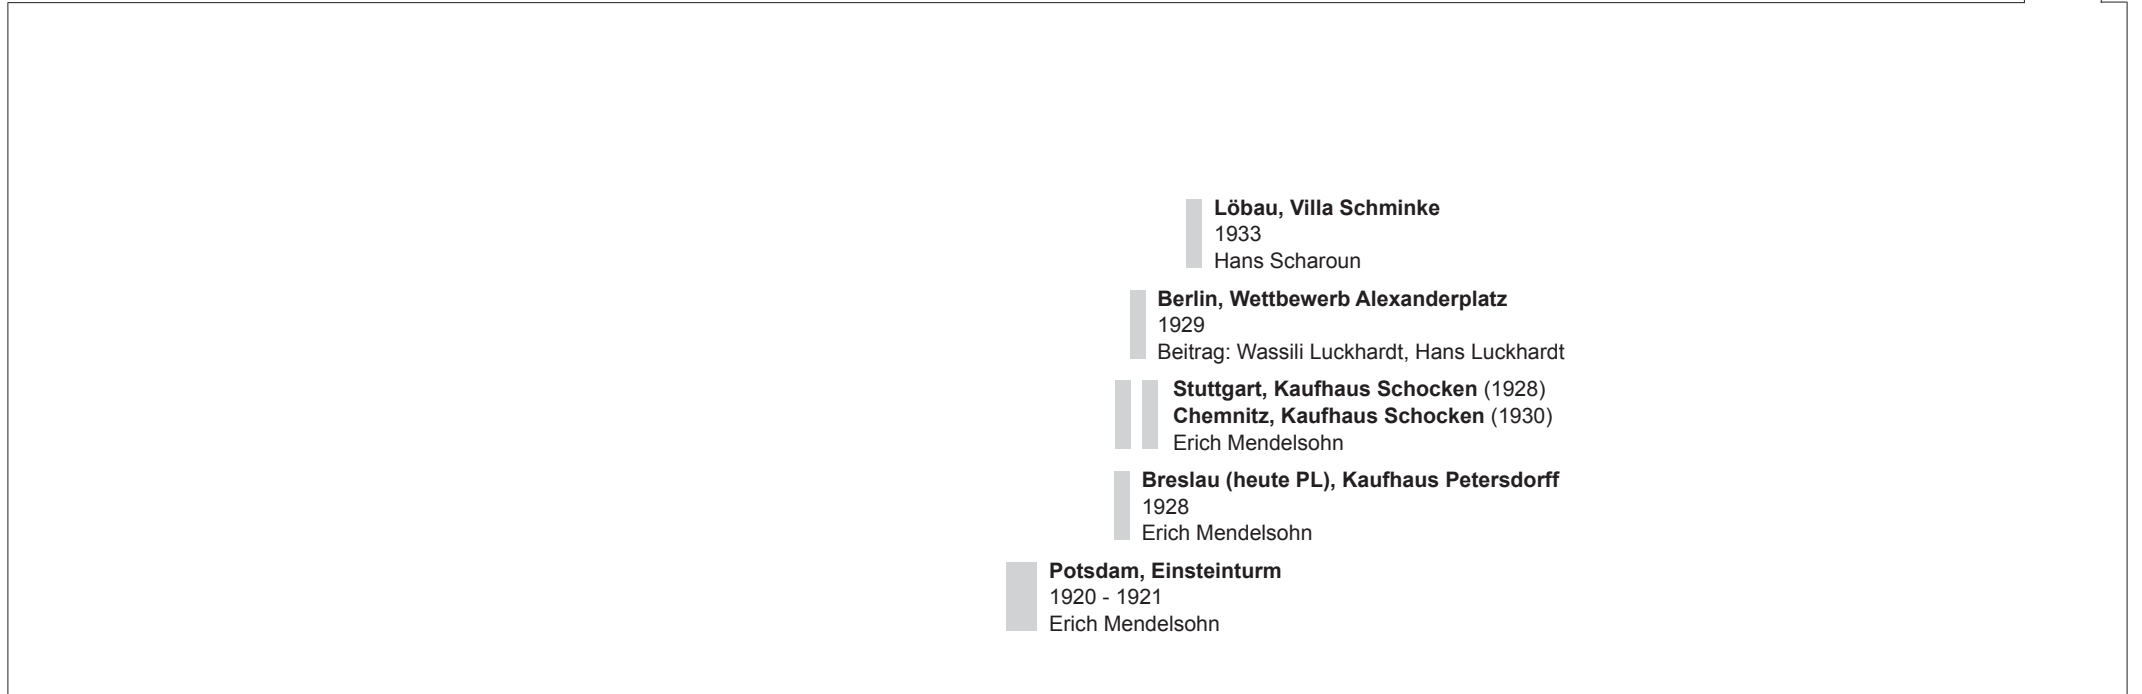 Löbau, Villa Schminke
1933
Hans Scharoun
Berlin, Wettbewerb Alexanderplatz
1929
Beitrag: Wassili Luckhardt, Hans Luckhardt
Stuttgart, Kaufhaus Schocken (1928)
Chemnitz, Kaufhaus Schocken (1930)
Erich Mendelsohn
Breslau (heute PL), Kaufhaus Petersdorff
1928
Erich Mendelsohn
Potsdam, Einsteinturm
1920 - 1921
Erich Mendelsohn